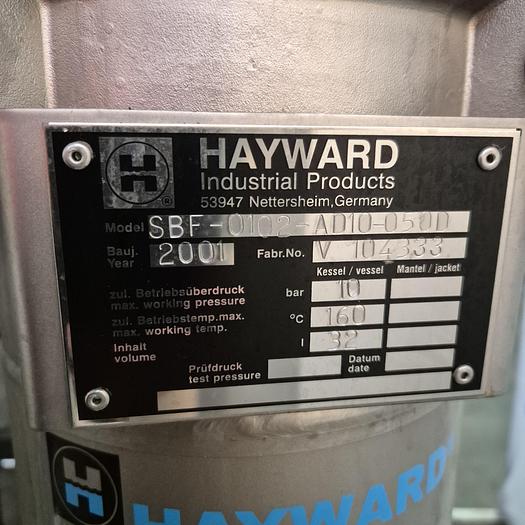 H
®
HAYWARD
Industrial Products
53947 Nettersheim,Germany
Model SBF-0102-AD10-050D
Bauj. Year 2001 Fabr.No. V 104333
Kessel / vessel Mantel / jacket
zul. Betriebsüberdruck
max. working pressure bar 10
zul. Betriebstemp.max.
max. working temp. °C 160
Inhalt
volume l 32
Prüfdruck
test pressure
Datum
date
H
HAYWARD